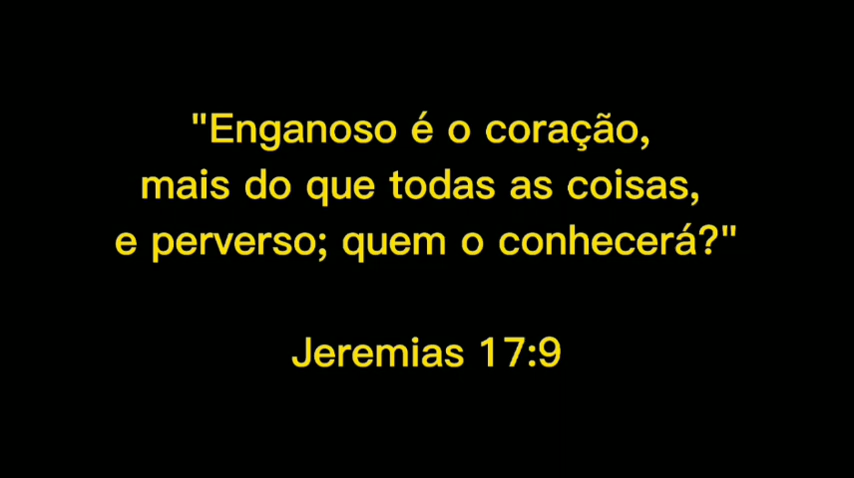 "Enganoso é o coração,
mais do que todas as coisas,
e perverso; quem o conhecerá?"
Jeremias 17:9